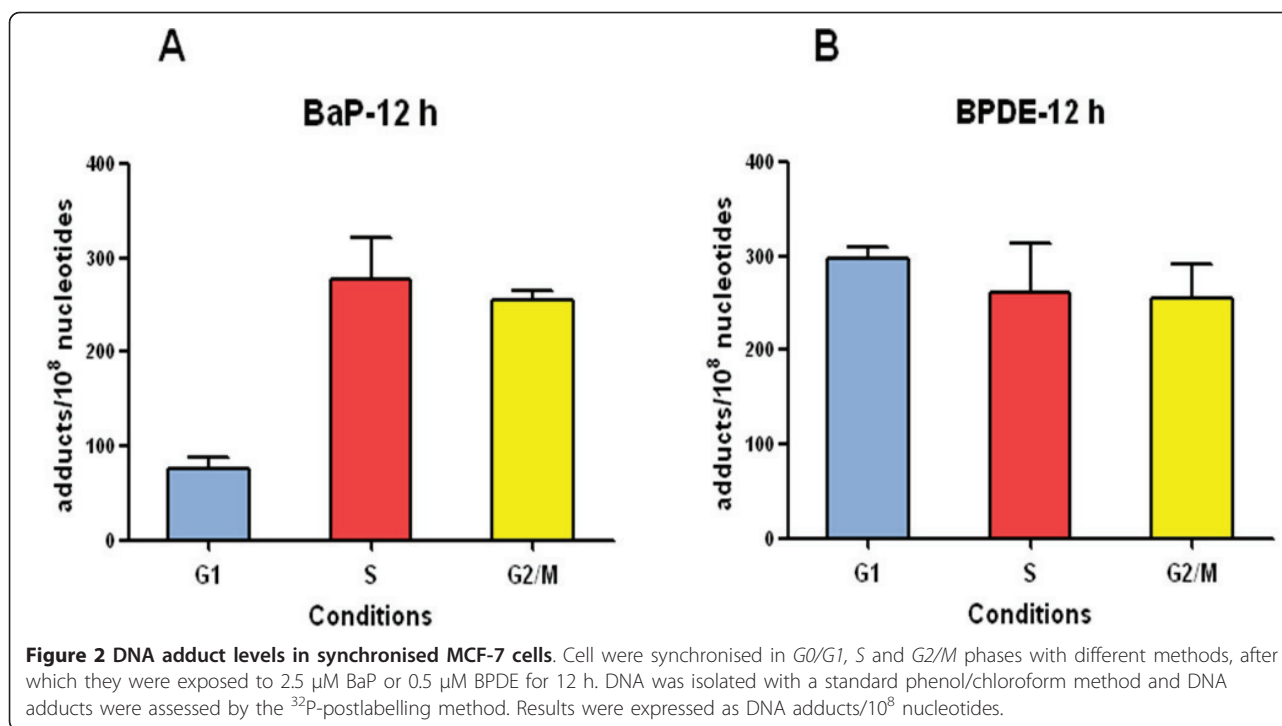 A
BaP-12 h
400
300
200
100
0
adducts/10⁸ nucleotides
G1 S G2/M
Conditions
B
BPDE-12 h
400
300
200
100
0
adducts/10⁸ nucleotides
G1 S G2/M
Conditions
Figure 2 DNA adduct levels in synchronised MCF-7 cells. Cell were synchronised in G0/G1, S and G2/M phases with different methods, after
which they were exposed to 2.5 μM BaP or 0.5 μM BPDE for 12 h. DNA was isolated with a standard phenol/chloroform method and DNA
adducts were assessed by the ³²P-postlabelling method. Results were expressed as DNA adducts/10⁸ nucleotides.